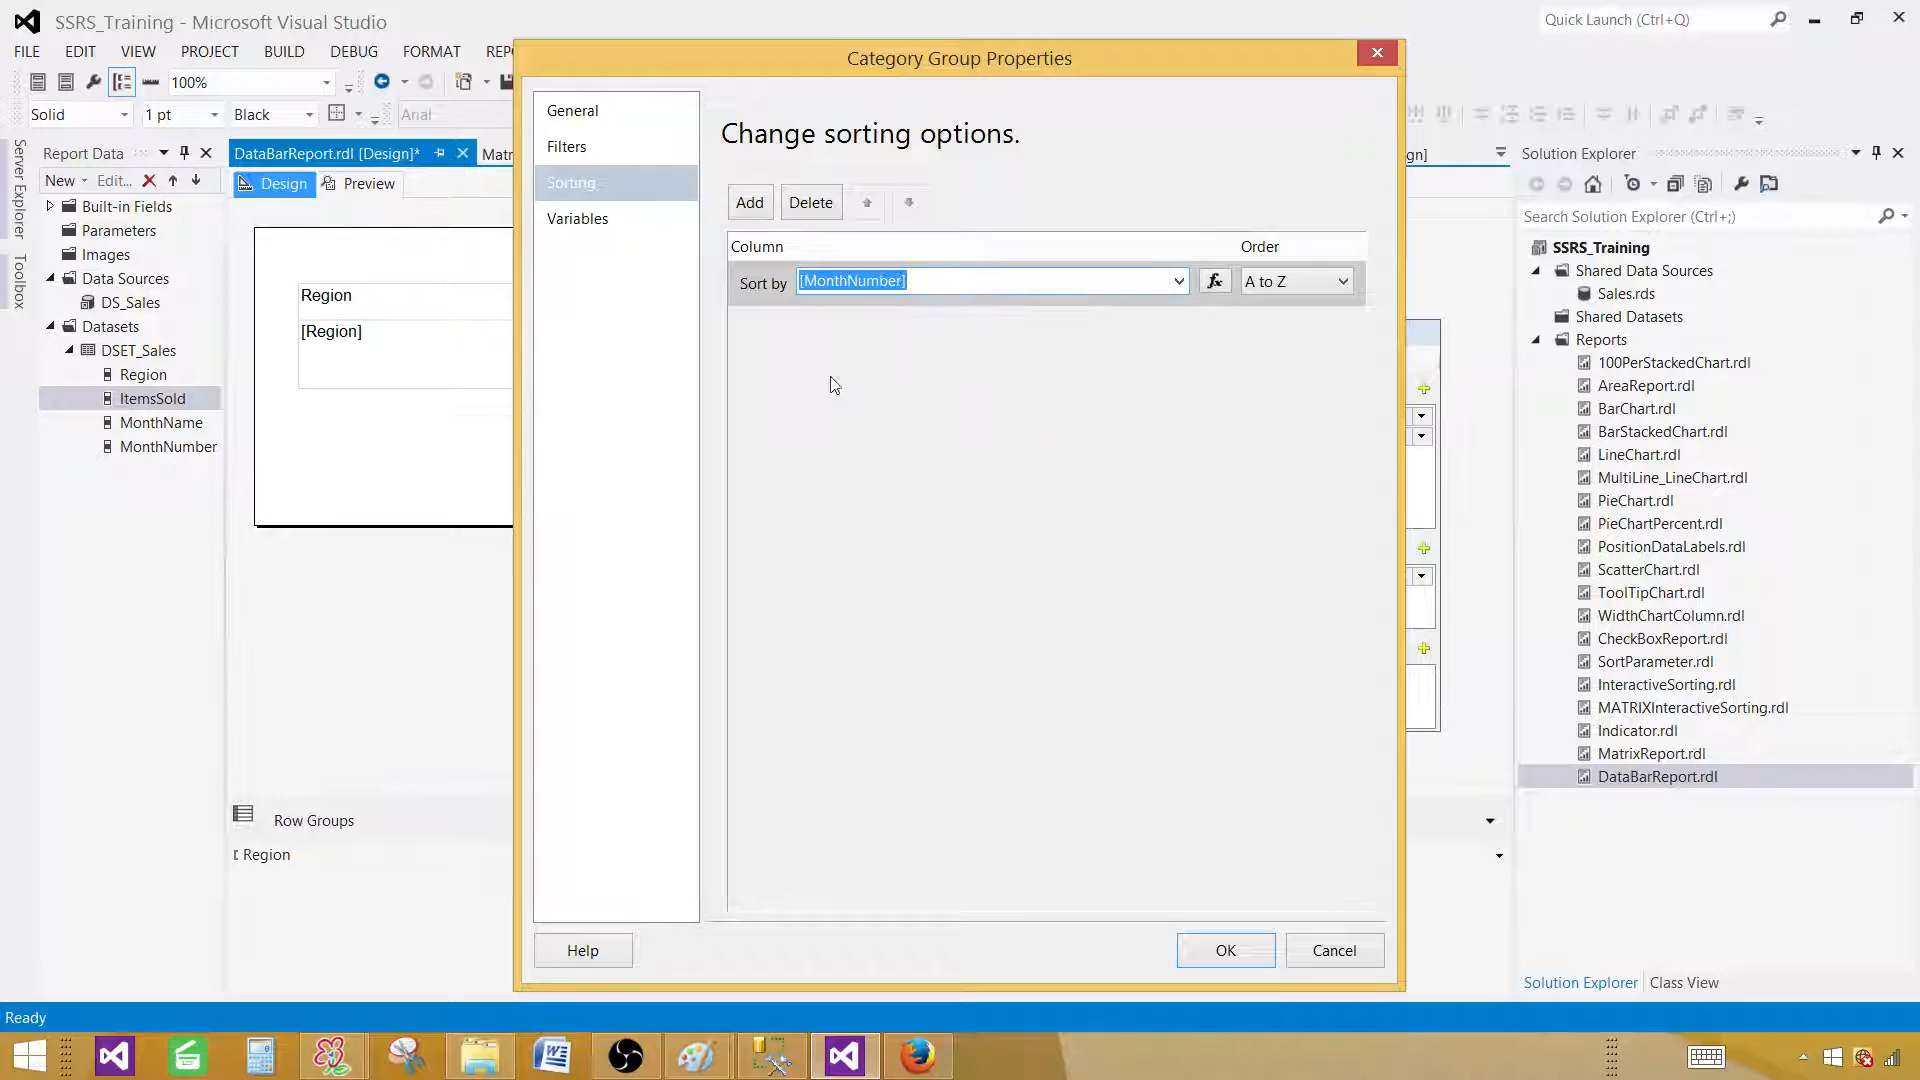 SSRS_Training - Microsoft Visual Studio
Quick Launch (Ctrl+Q)
FILE EDIT VIEW PROJECT BUILD DEBUG FORMAT REP
100%
Solid 1 pt Black Arial
Server Explorer
Toolbox
Report Data
New Edit...
Built-in Fields
Parameters
Images
Data Sources
DS_Sales
Datasets
DSET_Sales
Region
ItemsSold
MonthName
MonthNumber
DataBarReport.rdl [Design]* Matr
gn]
Design Preview
Region
[Region]
Row Groups
Region
Category Group Properties
General
Filters
Sorting
Variables
Change sorting options.
Add Delete
Column Order
Sort by [MonthNumber] fx A to Z
Help OK Cancel
Solution Explorer
Search Solution Explorer (Ctrl+;)
SSRS_Training
Shared Data Sources
Sales.rds
Shared Datasets
Reports
100PerStackedChart.rdl
AreaReport.rdl
BarChart.rdl
BarStackedChart.rdl
LineChart.rdl
MultiLine_LineChart.rdl
PieChart.rdl
PieChartPercent.rdl
PositionDataLabels.rdl
ScatterChart.rdl
ToolTipChart.rdl
WidthChartColumn.rdl
CheckBoxReport.rdl
SortParameter.rdl
InteractiveSorting.rdl
MATRIXInteractiveSorting.rdl
Indicator.rdl
MatrixReport.rdl
DataBarReport.rdl
Solution Explorer Class View
Ready